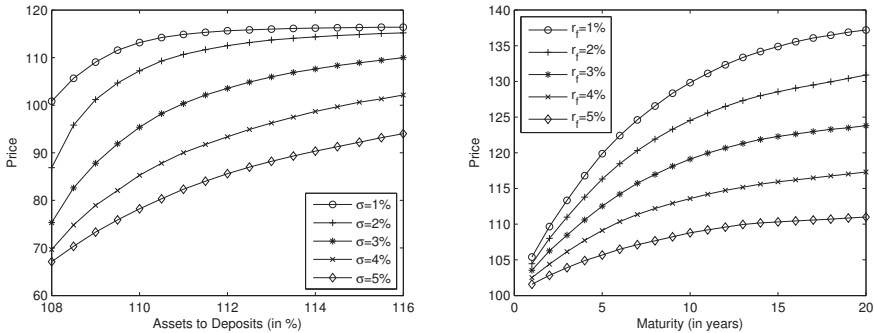 120
110
100
90
80
70
60
Price
108
110
112
114
116
Assets to Deposits (in %)
σ=1%
σ=2%
σ=3%
σ=4%
σ=5%
140
135
130
125
120
115
110
105
100
Price
0
5
10
15
20
Maturity (in years)
r_f=1%
r_f=2%
r_f=3%
r_f=4%
r_f=5%